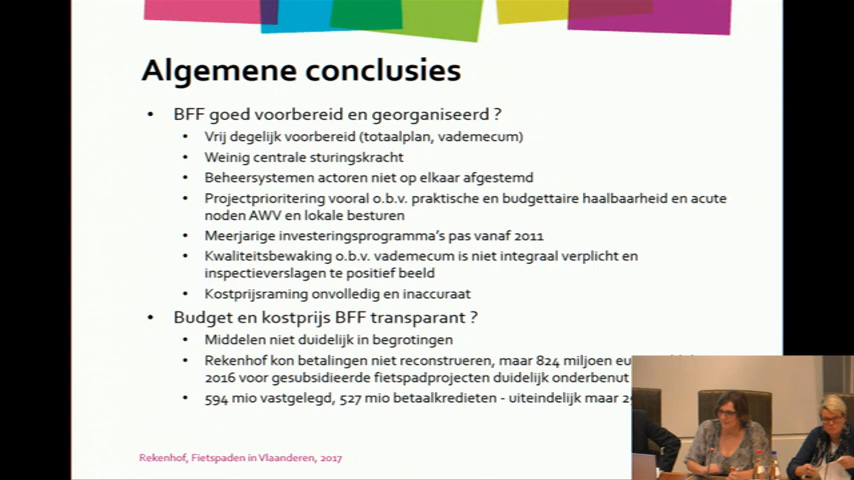 Algemene conclusies
• BFF goed voorbereid en georganiseerd ?
• Vrij degelijk voorbereid (totaalplan, vademecum)
• Weinig centrale sturingskracht
• Beheersystemen actoren niet op elkaar afgestemd
• Projectprioritering vooral o.b.v. praktische en budgettaire haalbaarheid en acute
noden AWV en lokale besturen
• Meerjarige investeringsprogramma's pas vanaf 2011
• Kwaliteitsbewaking o.b.v. vademecum is niet integraal verplicht en
inspectieverslagen te positief beeld
• Kostprijsraming onvolledig en inaccuraat
• Budget en kostprijs BFF transparant ?
• Middelen niet duidelijk in begrotingen
• Rekenhof kon betalingen niet reconstrueren, maar 824 miljoen
2016 voor gesubsidieerde fietspadprojecten duidelijk onderbenut
• 594 mio vastgelegd, 527 mio betaalkredieten - uiteindelijk maar
Rekenhof, Fietspaden in Vlaanderen, 2017